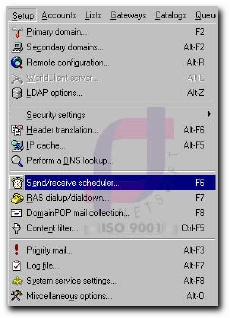 Setup Accounts Lists Gateways Catalogs Queu
Primary domain... F2
Secondary domains... Alt-F2
Remote configuration... Alt-R
WorldClient server... Alt-L
LDAP options... Alt-Z
Security settings
Header translation... Alt-F6
IP cache... Alt-F5
Perform a DNS lookup...
Send/receive scheduler... F6
RAS dialup/dialdown... F7
DomainPOP mail collection... F8
ISO 9001
Content filter... Ctrl-F5
Priority mail... Alt-F3
Log file... Alt-F7
System service settings... Alt-F8
Miscellaneous options... Alt-O